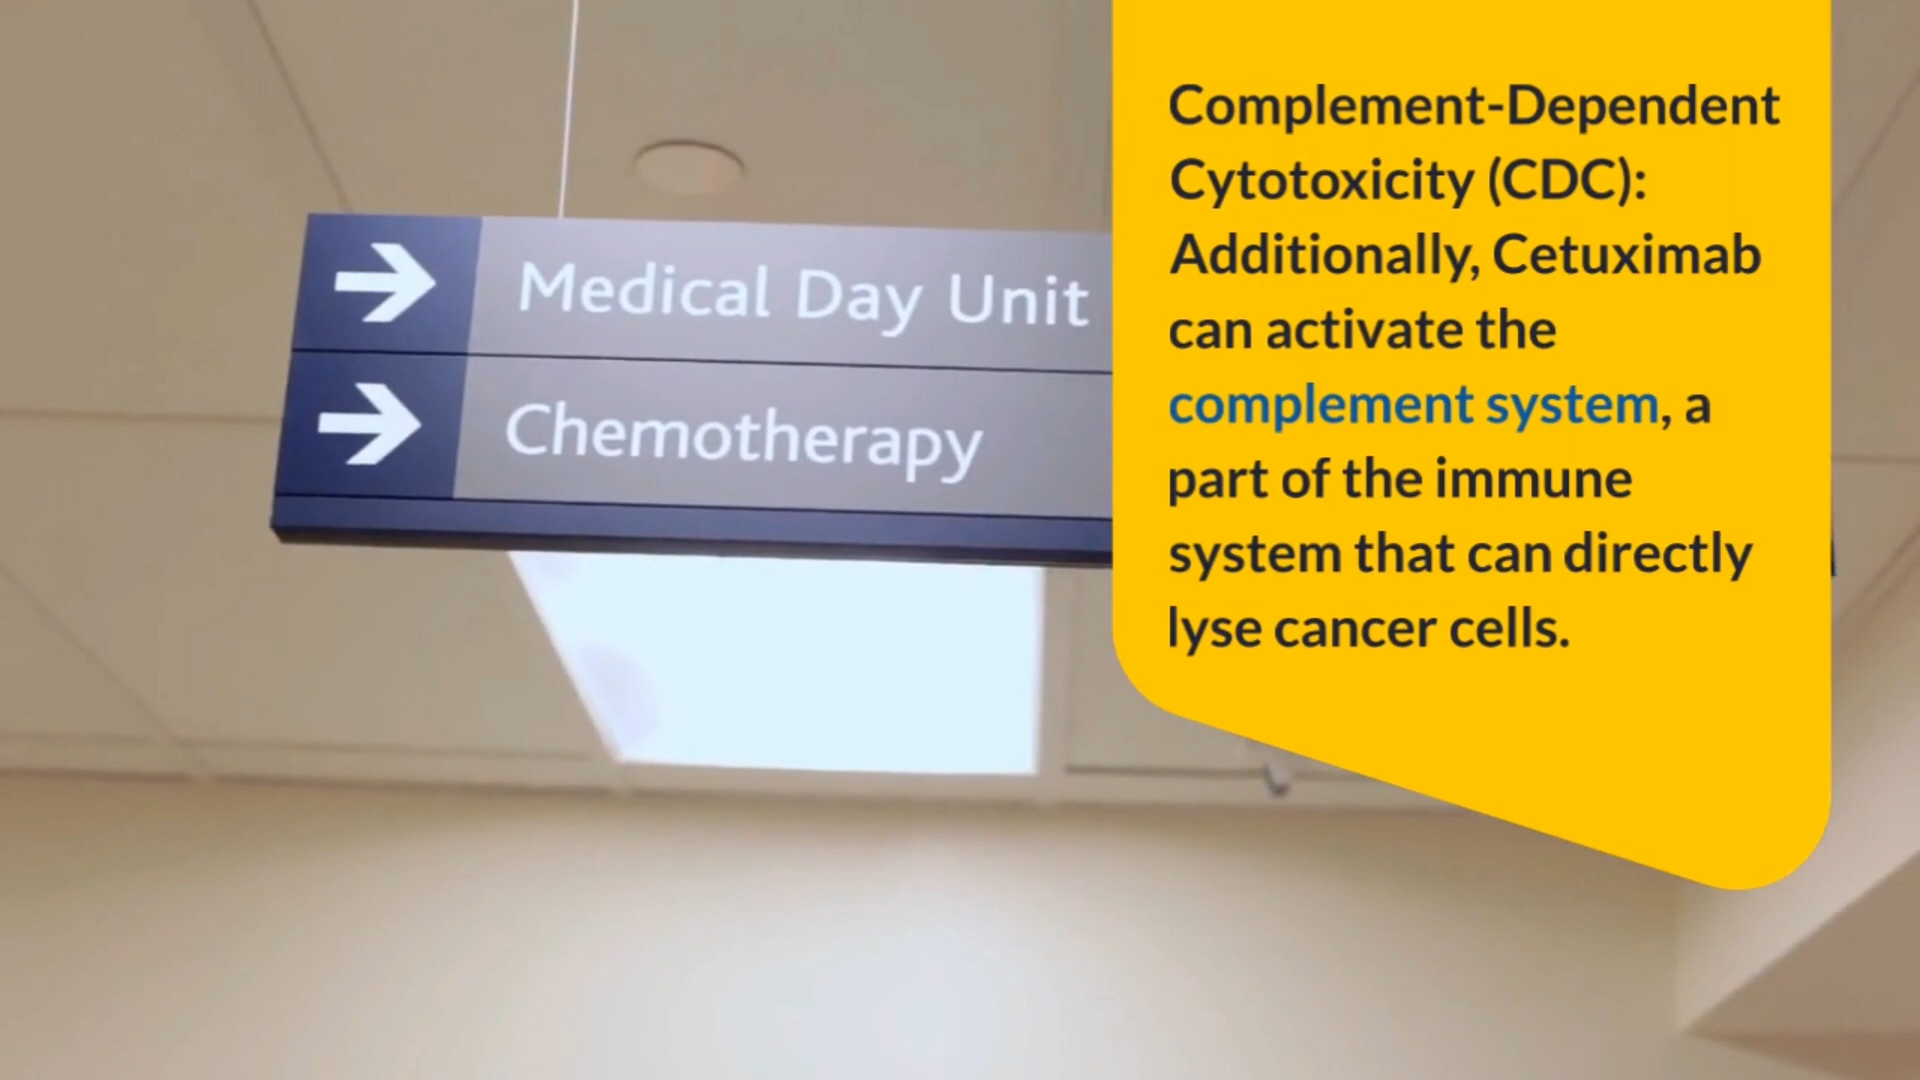 Medical Day Unit
Chemotherapy
Complement-Dependent
Cytotoxicity (CDC):
Additionally, Cetuximab
can activate the
complement system, a
part of the immune
system that can directly
lyse cancer cells.